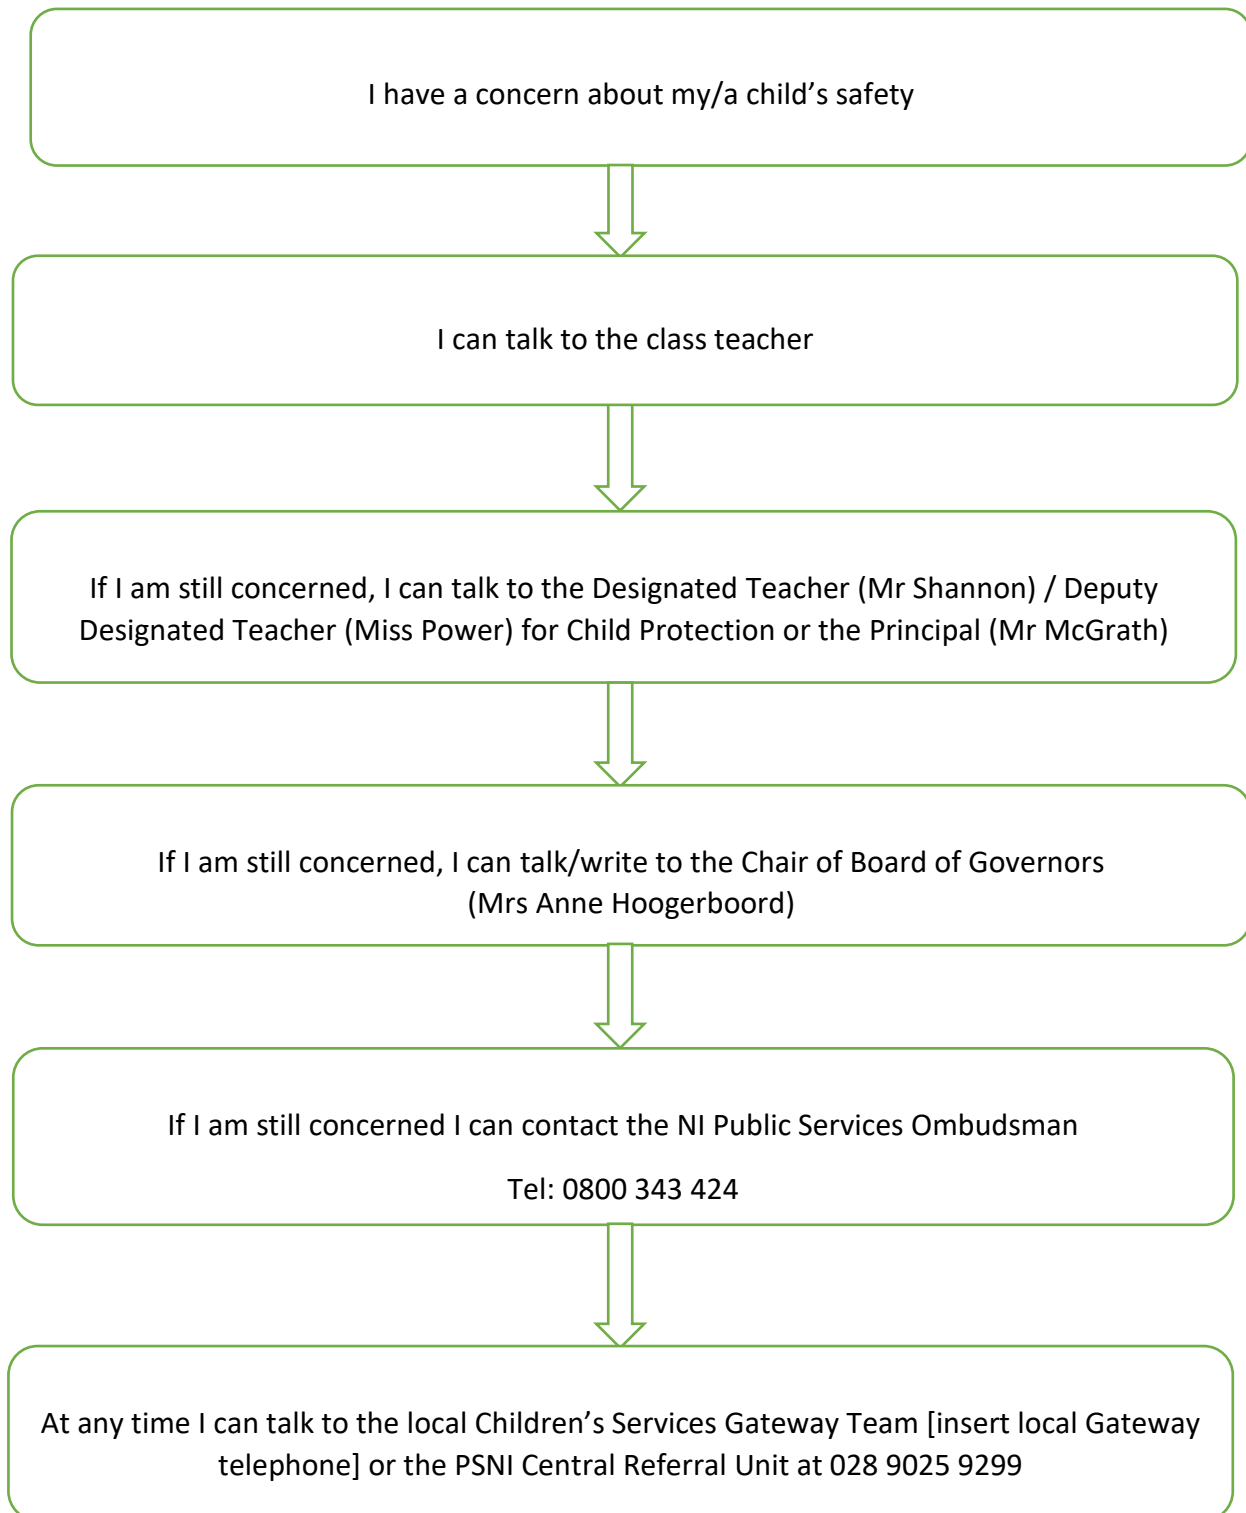 I have a concern about my/a child’s safety
I can talk to the class teacher
If I am still concerned, I can talk to the Designated Teacher (Mr Shannon) / Deputy
Designated Teacher (Miss Power) for Child Protection or the Principal (Mr McGrath)
If I am still concerned, I can talk/write to the Chair of Board of Governors
(Mrs Anne Hoogerboord)
If I am still concerned I can contact the NI Public Services Ombudsman
Tel: 0800 343 424
At any time I can talk to the local Children’s Services Gateway Team [insert local Gateway
telephone] or the PSNI Central Referral Unit at 028 9025 9299